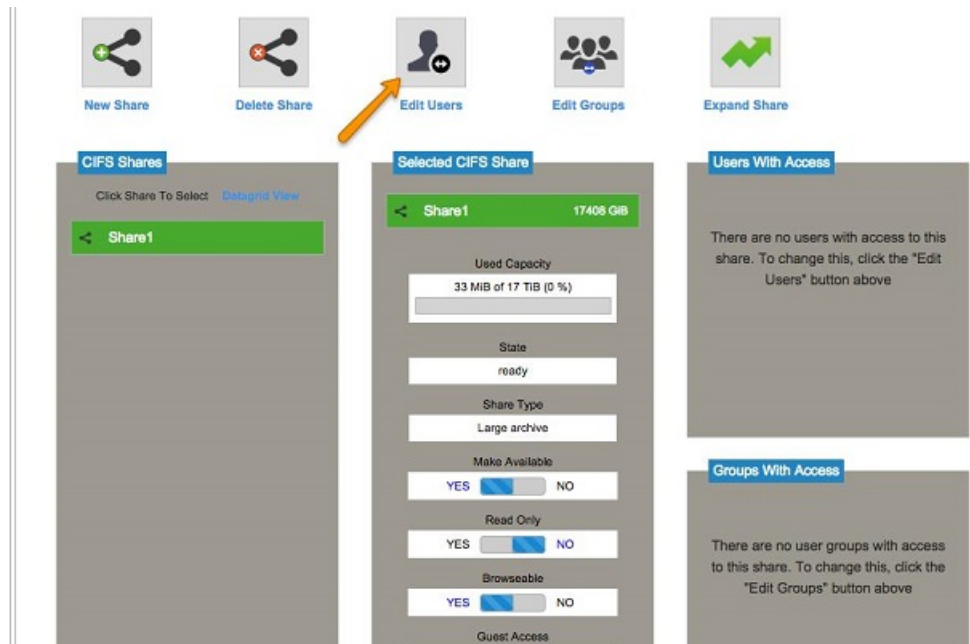 New Share
Delete Share
Edit Users
Edit Groups
Expand Share
CIFS Shares
Click Share To Select Datagrid View
Share1
Selected CIFS Share
Share1 17408 GiB
Used Capacity
33 MiB of 17 TiB (0 %)
State
ready
Share Type
Large archive
Make Available
YES NO
Read Only
YES NO
Browseable
YES NO
Guest Access
Users With Access
There are no users with access to this
share. To change this, click the "Edit
Users" button above
Groups With Access
There are no user groups with access
to this share. To change this, click the
"Edit Groups" button above